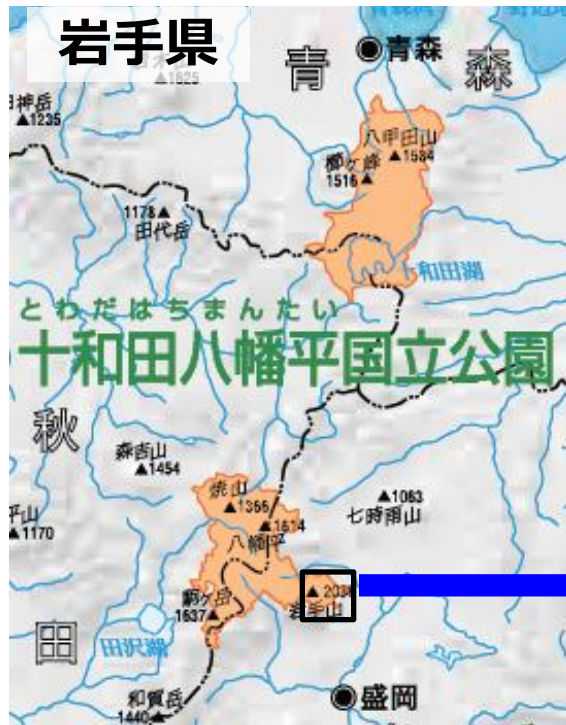 岩手県
青森
青森
▲1625
▲1235
八甲田山
▲1584
櫛ヶ峰
1516▲
1178▲
田代岳
十和田湖
とわだはちまんたい
十和田八幡平国立公園
秋
森吉山
▲1454
焼山
▲1366
▲1614
八幡平
▲1063
七時雨山
平山
▲1170
▲2038
岩手山
駒ヶ岳
1637▲
田
田沢湖
和賀岳
1440▲
盛岡